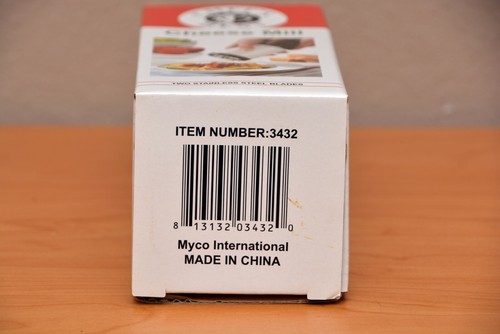 Cheese Mill
TWO STAINLESS STEEL BLADES
ITEM NUMBER:3432
8 13132 03432 0
Myco International
MADE IN CHINA